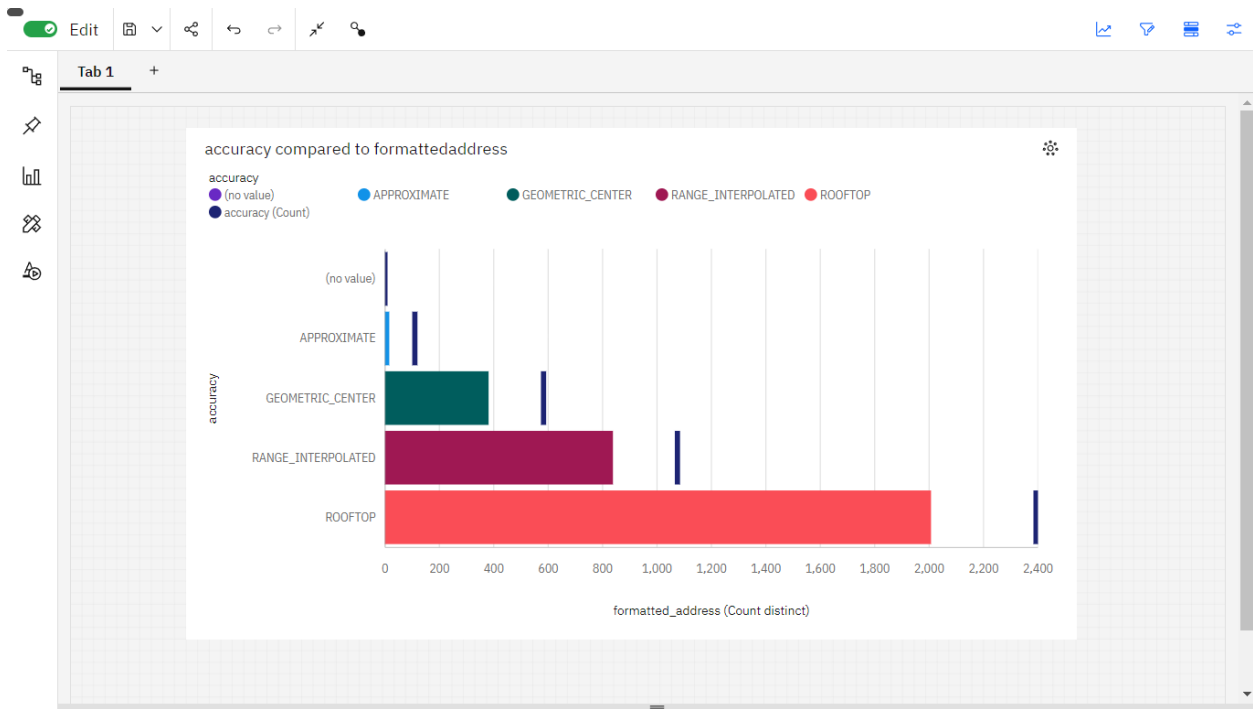 Edit
Tab 1 +
accuracy compared to formattedaddress
accuracy
(no value) APPROXIMATE GEOMETRIC_CENTER RANGE_INTERPOLATED ROOFTOP
accuracy (Count)
(no value)
APPROXIMATE
GEOMETRIC_CENTER
RANGE_INTERPOLATED
ROOFTOP
accuracy
0 200 400 600 800 1,000 1,200 1,400 1,600 1,800 2,000 2,200 2,400
formatted_address (Count distinct)